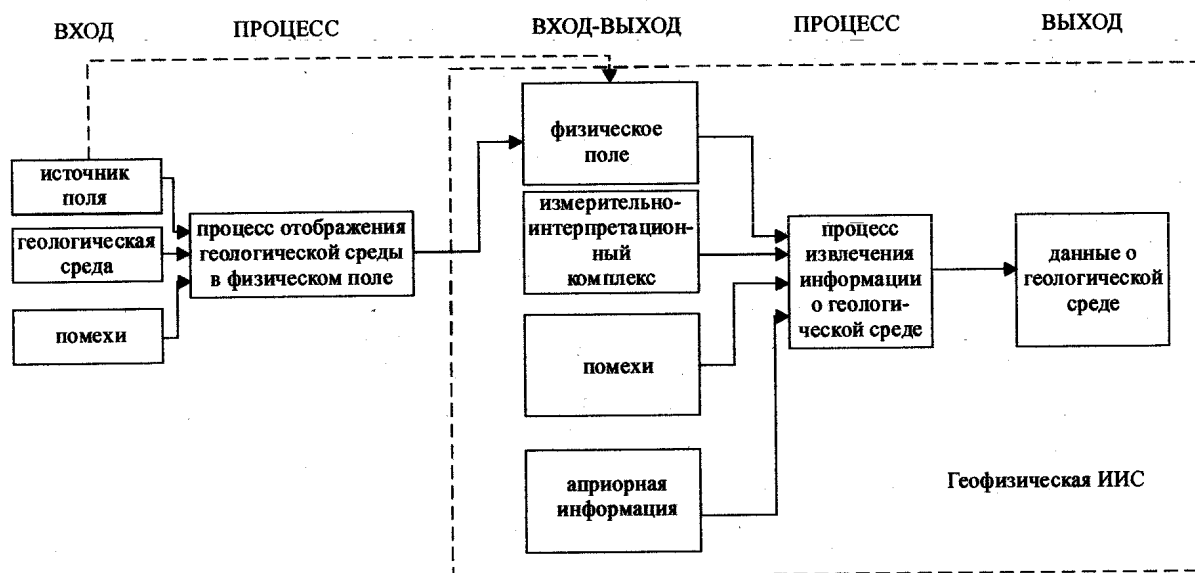 ВХОД
ПРОЦЕСС
ВХОД-ВЫХОД
ПРОЦЕСС
ВЫХОД
источник
поля
геологическая
среда
помехи
процесс отображения
геологической среды
в физическом поле
физическое
поле
измерительно-
интерпретацион-
ный
комплекс
помехи
априорная
информация
процесс
извлечения
информации
о геологи-
ческой среде
данные о
геологической
среде
Геофизическая ИИС